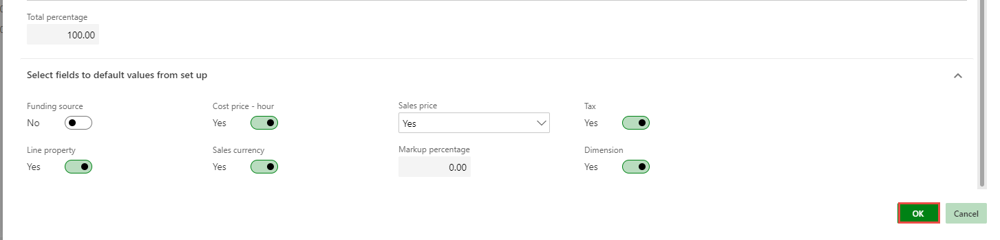 Total percentage
100.00
Select fields to default values from set up
Funding source
Cost price - hour
Sales price
Tax
No
Yes
Yes
Yes
Line property
Sales currency
Markup percentage
Dimension
Yes
Yes
0.00
Yes
OK
Cancel